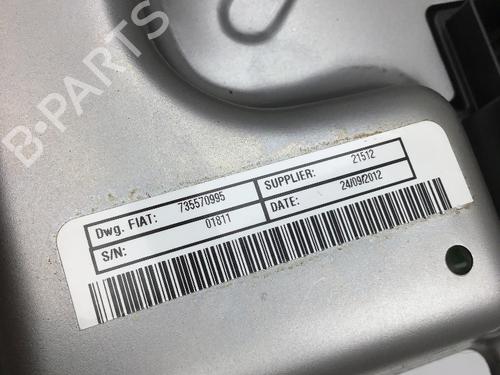 B-PARTS
Dwg. FIAT: 735570995 SUPPLIER: 21512
S/N: 01811 DATE: 24/09/2012